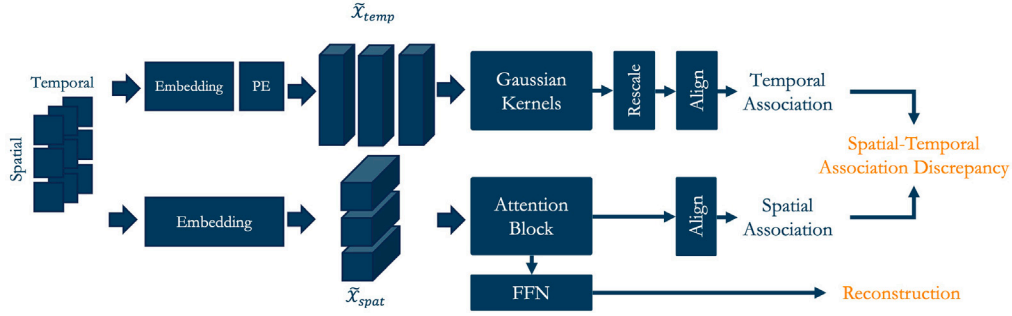 𝒳̃temp
Temporal
Spatial
Embedding
PE
Gaussian
Kernels
Rescale
Align
Temporal
Association
Spatial-Temporal
Association Discrepancy
Embedding
𝒳̃spat
Attention
Block
Align
Spatial
Association
FFN
Reconstruction